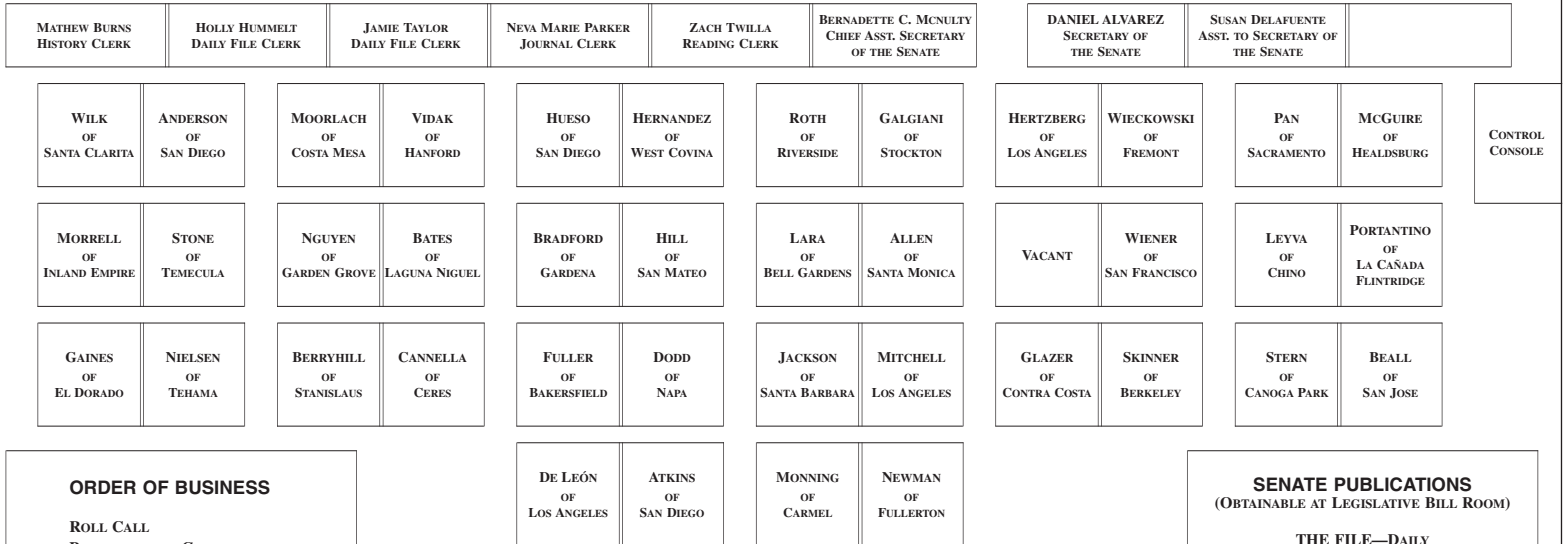 MATHEW BURNS
HISTORY CLERK
HOLLY HUMMELT
DAILY FILE CLERK
JAMIE TAYLOR
DAILY FILE CLERK
NEVA MARIE PARKER
JOURNAL CLERK
ZACH TWILLA
READING CLERK
BERNADETTE C. MCNULTY
CHIEF ASST. SECRETARY
OF THE SENATE
DANIEL ALVAREZ
SECRETARY OF
THE SENATE
SUSAN DELAFUENTE
ASST. TO SECRETARY OF
THE SENATE
WILK
OF
SANTA CLARITA
ANDERSON
OF
SAN DIEGO
MOORLACH
OF
COSTA MESA
VIDAK
OF
HANFORD
HUESO
OF
SAN DIEGO
HERNANDEZ
OF
WEST COVINA
ROTH
OF
RIVERSIDE
GALGIANI
OF
STOCKTON
HERTZBERG
OF
LOS ANGELES
WIECKOWSKI
OF
FREMONT
PAN
OF
SACRAMENTO
MCGUIRE
OF
HEALDSBURG
CONTROL
CONSOLE
MORRELL
OF
INLAND EMPIRE
STONE
OF
TEMECULA
NGUYEN
OF
GARDEN GROVE
BATES
OF
LAGUNA NIGUEL
BRADFORD
OF
GARDENA
HILL
OF
SAN MATEO
LARA
OF
BELL GARDENS
ALLEN
OF
SANTA MONICA
VACANT
WIENER
OF
SAN FRANCISCO
LEYVA
OF
CHINO
PORTANTINO
OF
LA CAÑADA
FLINTRIDGE
GAINES
OF
EL DORADO
NIELSEN
OF
TEHAMA
BERRYHILL
OF
STANISLAUS
CANNELLA
OF
CERES
FULLER
OF
BAKERSFIELD
DODD
OF
NAPA
JACKSON
OF
SANTA BARBARA
MITCHELL
OF
LOS ANGELES
GLAZER
OF
CONTRA COSTA
SKINNER
OF
BERKELEY
STERN
OF
CANOGA PARK
BEALL
OF
SAN JOSE
DE LEÓN
OF
LOS ANGELES
ATKINS
OF
SAN DIEGO
MONNING
OF
CARMEL
NEWMAN
OF
FULLERTON
ORDER OF BUSINESS
ROLL CALL
SENATE PUBLICATIONS
(OBTAINABLE AT LEGISLATIVE BILL ROOM)
THE FILE—DAILY